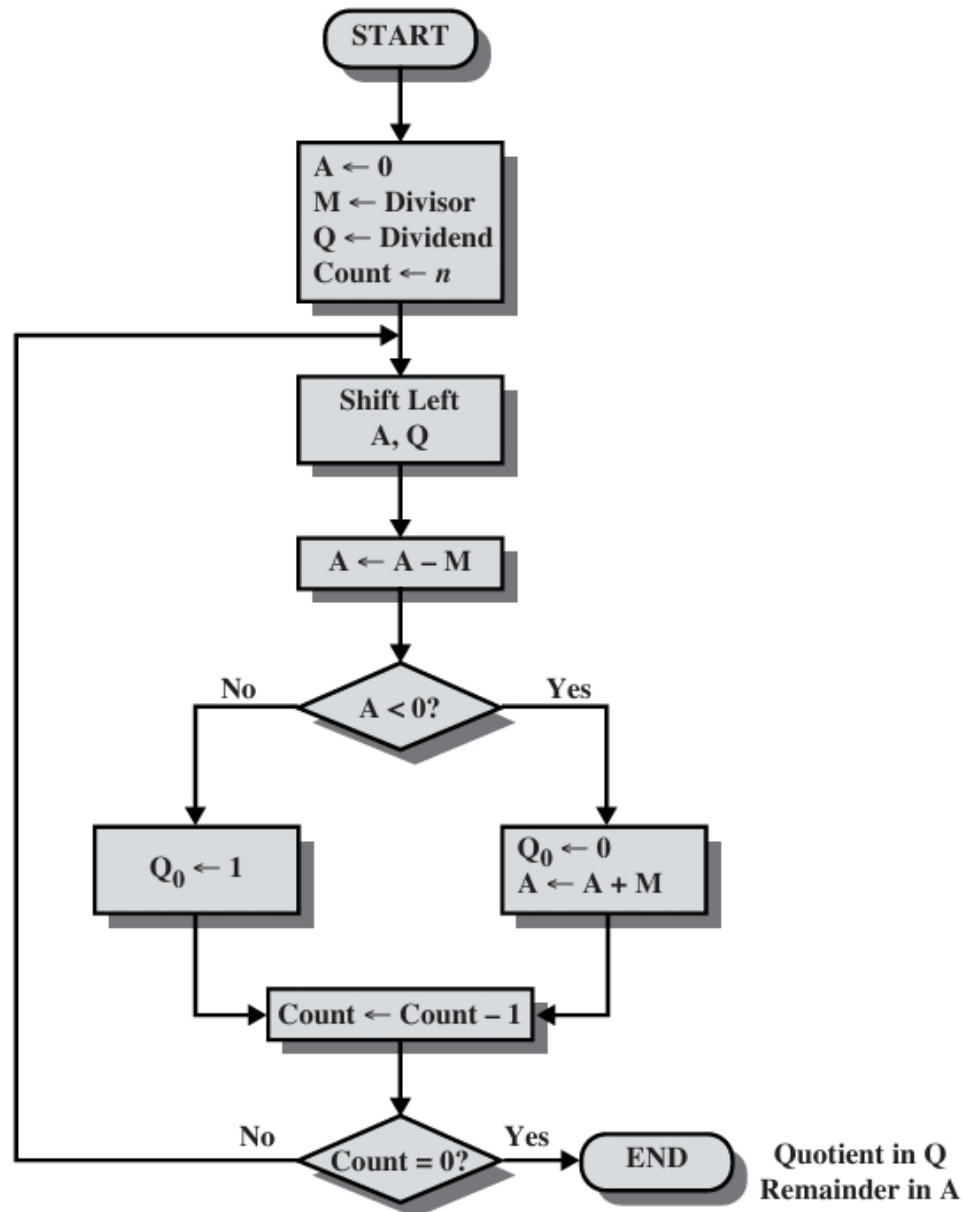 START
A ← 0
M ← Divisor
Q ← Dividend
Count ← n
Shift Left
A, Q
A ← A – M
No
Yes
A < 0?
Q₀ ← 1
Q₀ ← 0
A ← A + M
Count ← Count – 1
No
Yes
Count = 0?
END
Quotient in Q
Remainder in A